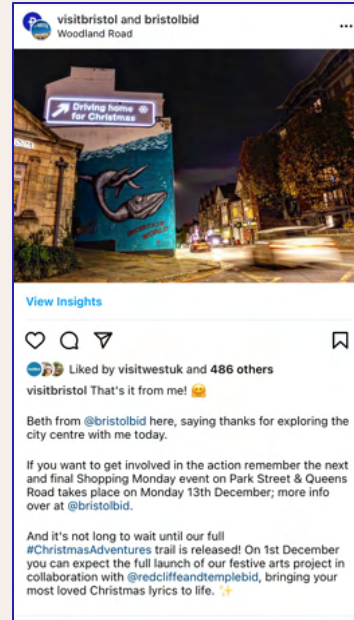 visitbristol and bristolbid
Woodland Road
Driving home
for Christmas
View Insights
Liked by visitwestuk and 486 others
visitbristol That's it from me! 🤗
Beth from @bristolbid here, saying thanks for exploring the
city centre with me today.
If you want to get involved in the action remember the next
and final Shopping Monday event on Park Street & Queens
Road takes place on Monday 13th December; more info
over at @bristolbid.
And it's not long to wait until our full
#ChristmasAdventures trail is released! On 1st December
you can expect the full launch of our festive arts project in
collaboration with @redcliffeandtemplebid, bringing your
most loved Christmas lyrics to life. ✨